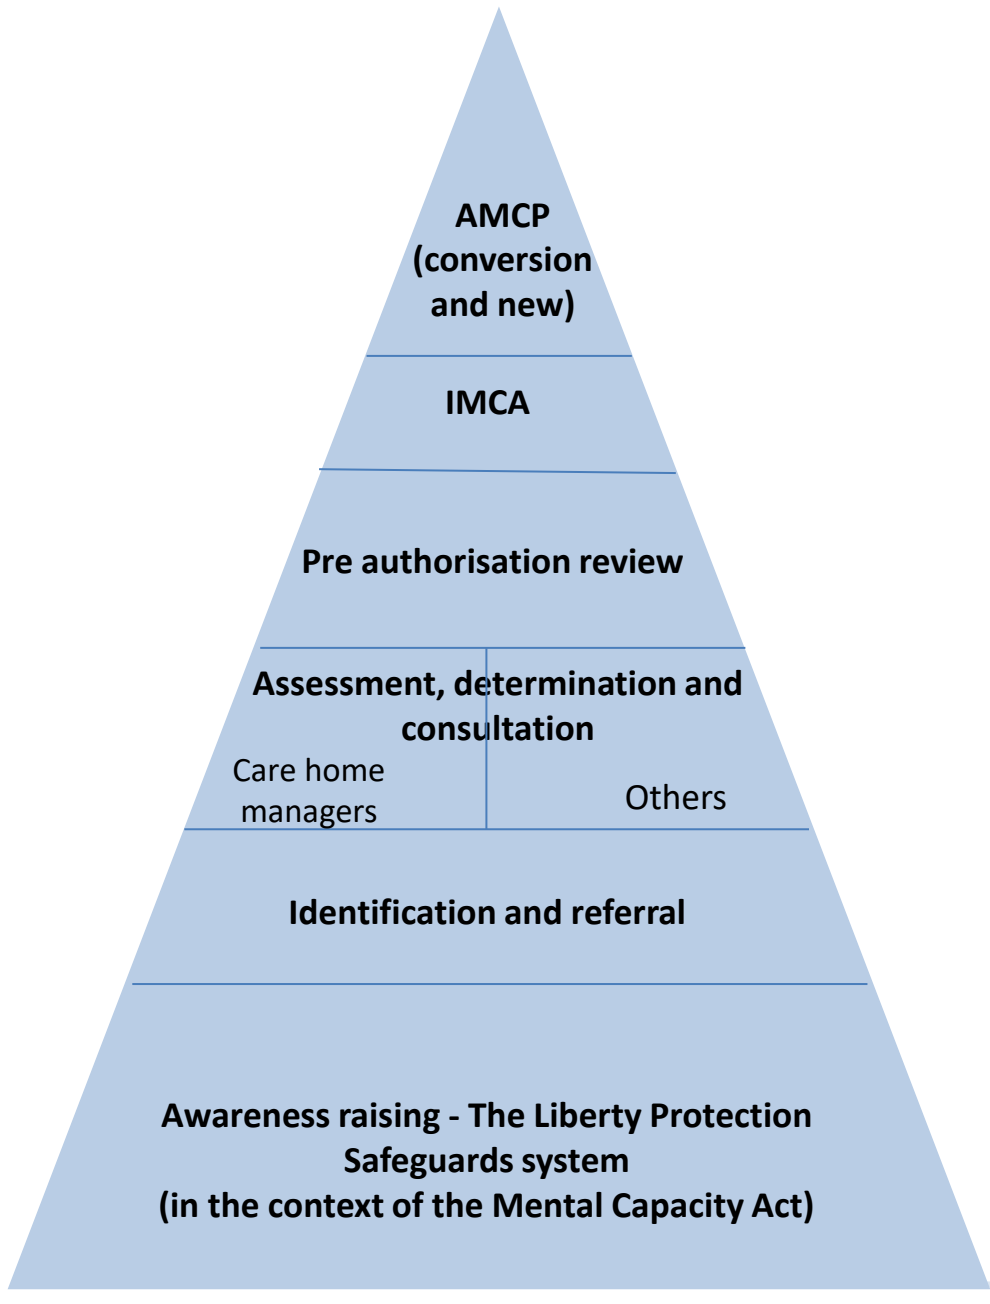 AMCP
(conversion
and new)
IMCA
Pre authorisation review
Assessment, determination and
consultation
Care home
managers
Others
Identification and referral
Awareness raising - The Liberty Protection
Safeguards system
(in the context of the Mental Capacity Act)